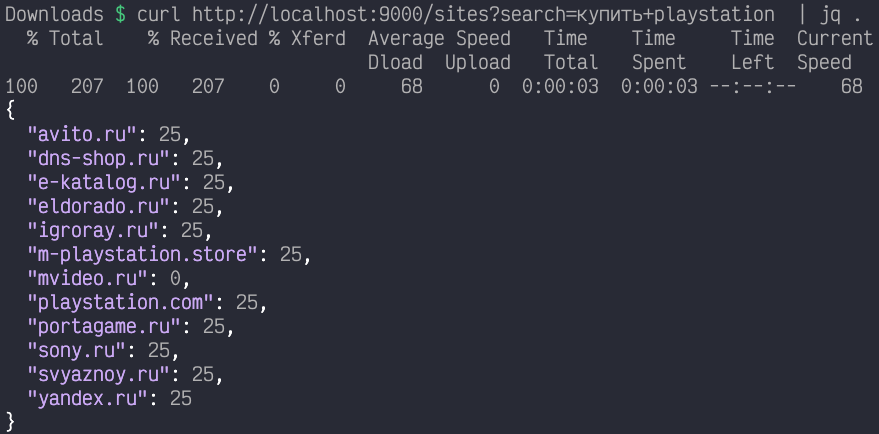 Downloads $ curl http://localhost:9000/sites?search=купить+playstation | jq .
% Total % Received % Xferd Average Speed Time Time Time Current
Dload Upload Total Spent Left Speed
100 207 100 207 0 0 68 0 0:00:03 0:00:03 --:--:-- 68
{
"avito.ru": 25,
"dns-shop.ru": 25,
"e-katalog.ru": 25,
"eldorado.ru": 25,
"igroray.ru": 25,
"m-playstation.store": 25,
"mvideo.ru": 0,
"playstation.com": 25,
"portagame.ru": 25,
"sony.ru": 25,
"svyaznoy.ru": 25,
"yandex.ru": 25
}